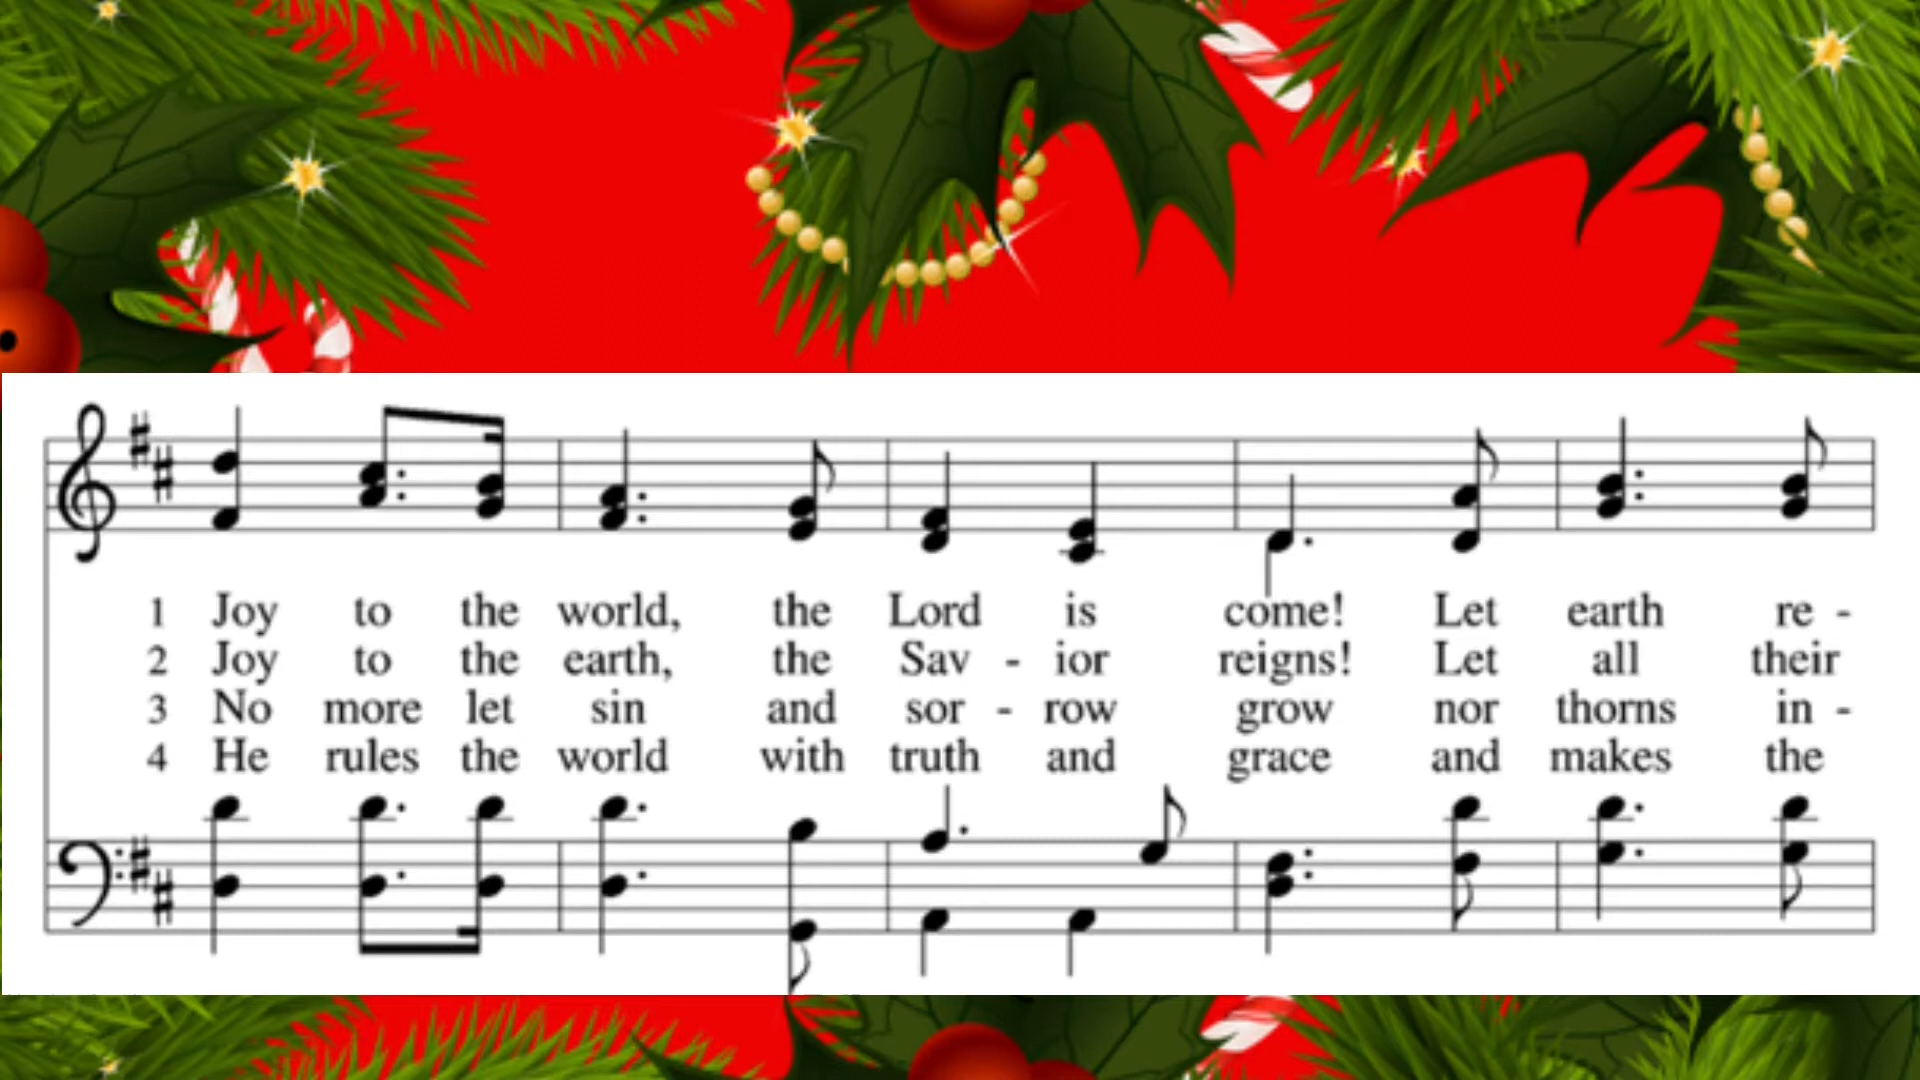 1 Joy to the world, the Lord is come! Let earth re -
2 Joy to the earth, the Sav - ior reigns! Let all their
3 No more let sin and sor - row grow nor thorns in -
4 He rules the world with truth and grace and makes the